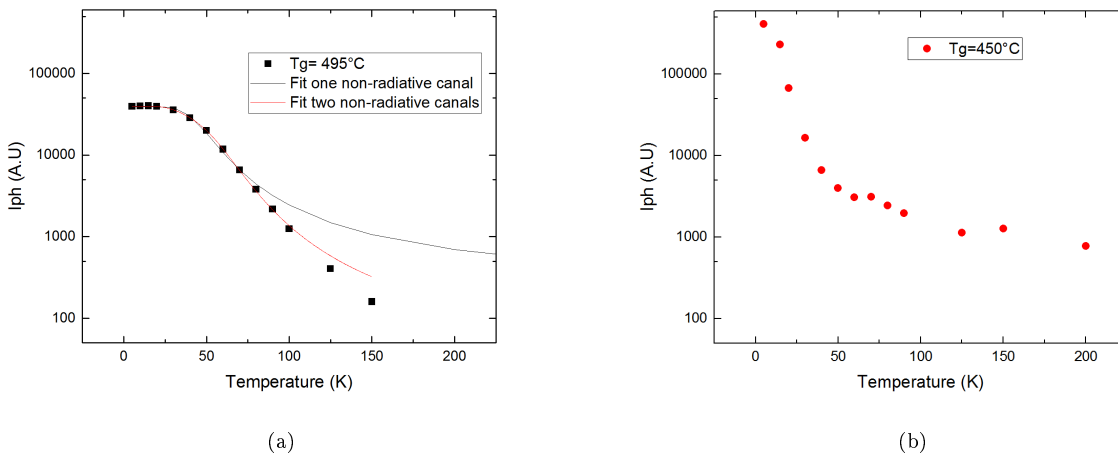 Tg= 495°C
Fit one non-radiative canal
Fit two non-radiative canals
Iph (A.U)
100000
10000
1000
100
0
50
100
150
200
Temperature (K)
(a)
Tg=450°C
Iph (A.U)
100000
10000
1000
100
0
50
100
150
200
Temperature (K)
(b)